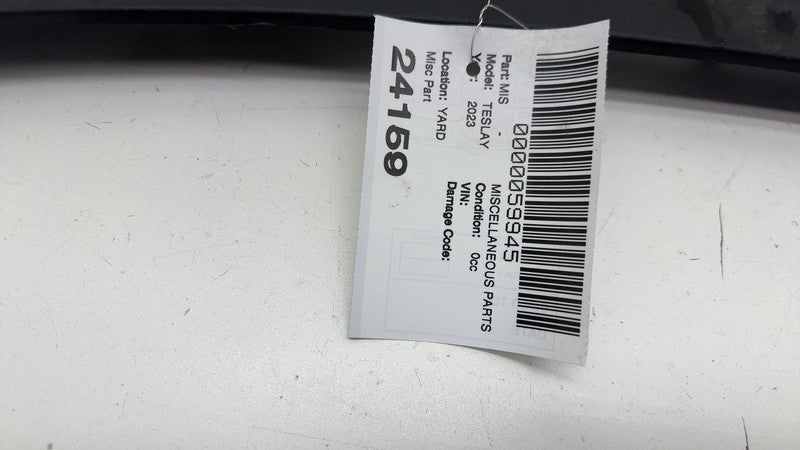 0000059945
Part: MIS - MISCELLANEOUS PARTS
Model: TESLAY Condition: 0cc
2023 VIN:
Damage Code:
Location: YARD
Misc Part
24159